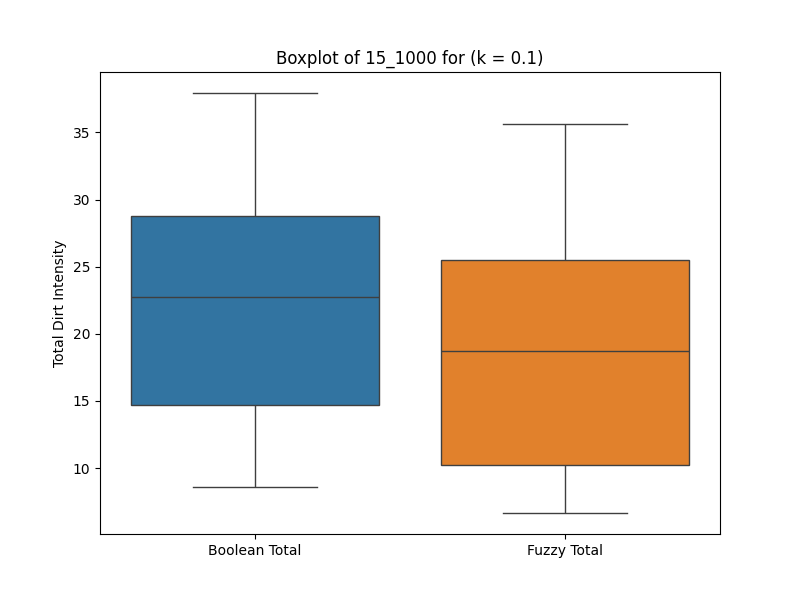 Boxplot of 15_1000 for (k = 0.1)
Total Dirt Intensity
35
30
25
20
15
10
Boolean Total
Fuzzy Total